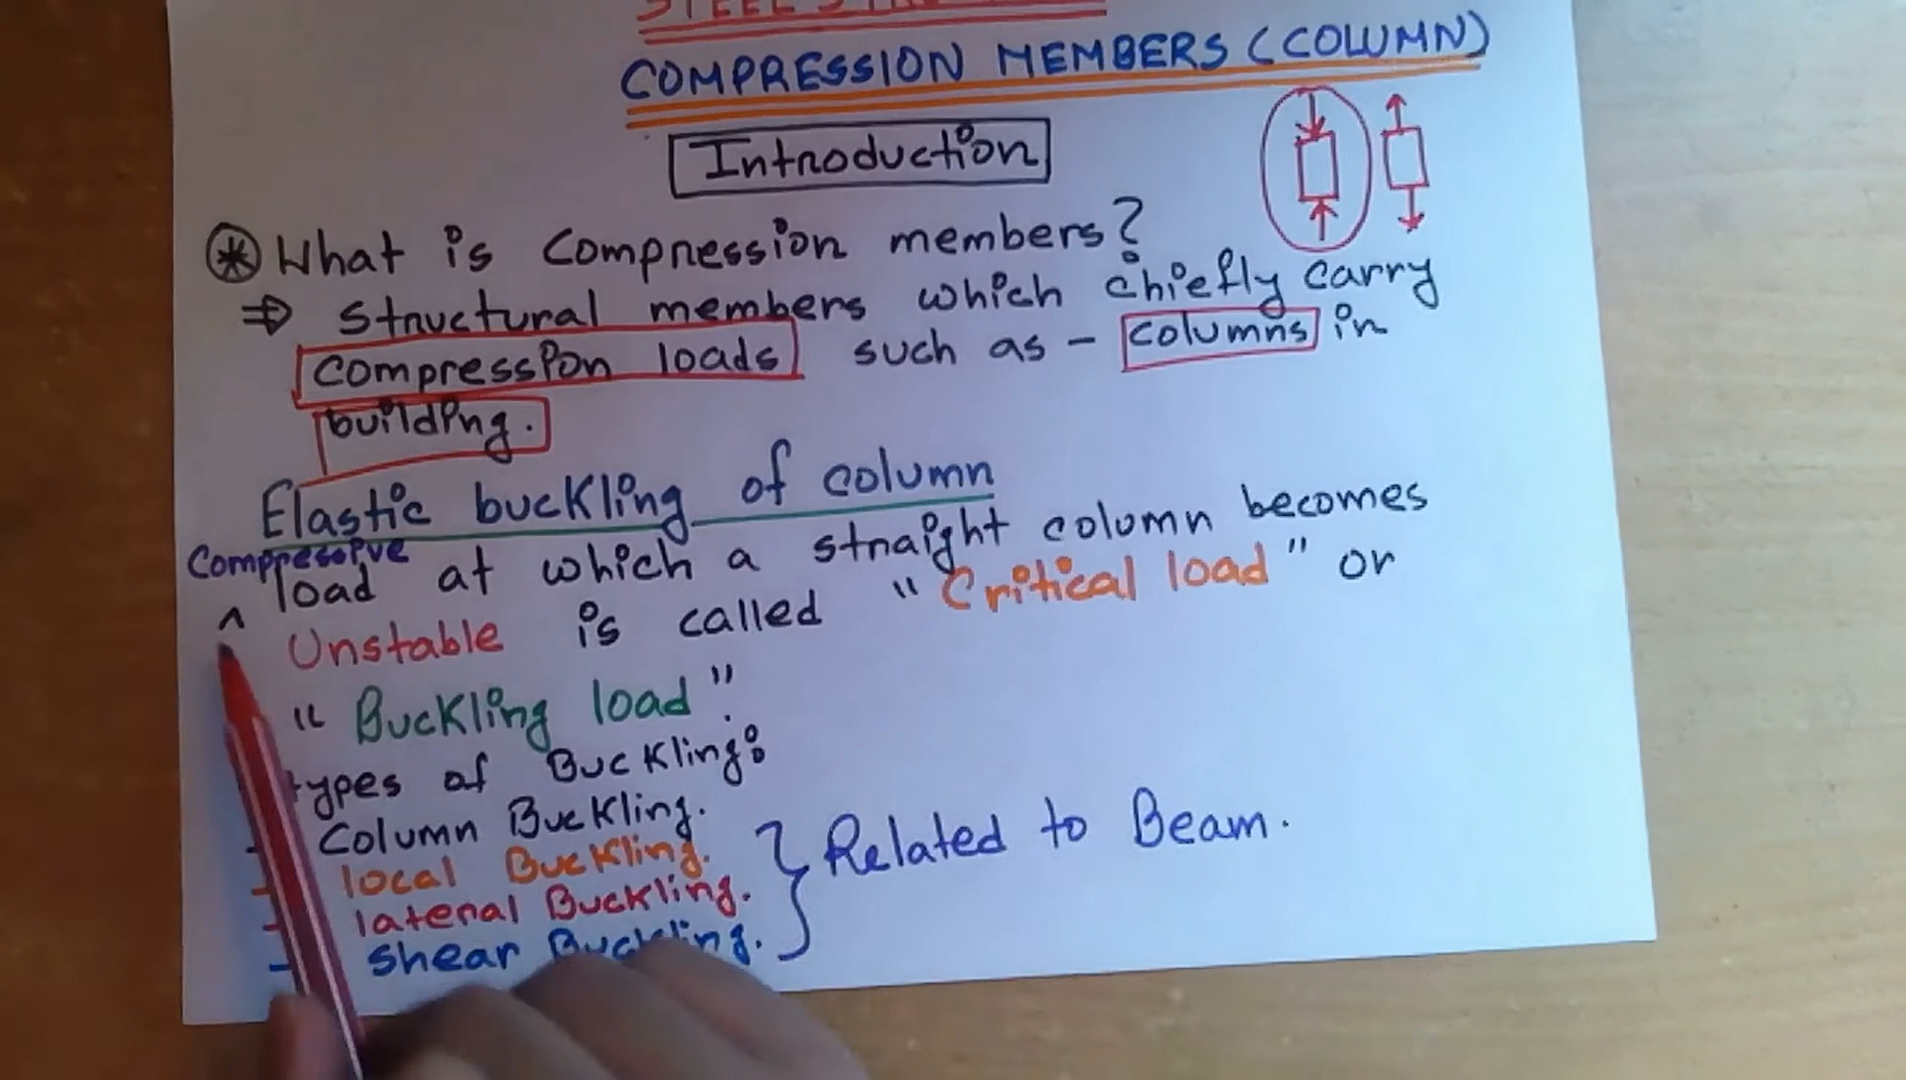 COMPRESSION MEMBERS (COLUMN)
Introduction
What is Compression members?
⇒ structural members which chiefly carry
compression loads such as - columns in
building.
Elastic buckling of column
Compressive
^ load at which a straight column becomes
Unstable is called "Critical load" or
"Buckling load".
types of Buckling:
- Column Buckling.
- local Buckling.
- lateral Buckling. } Related to Beam.
- Shear Buckling.